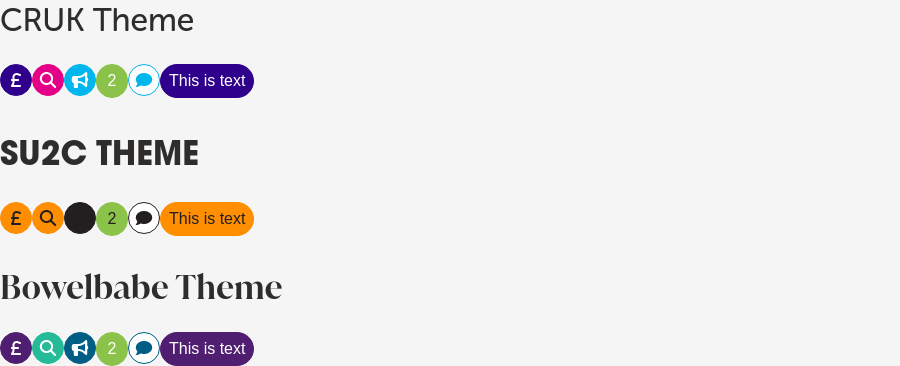 CRUK Theme
£ 2 This is text
SU2C THEME
£ 2 This is text
Bowelbabe Theme
£ 2 This is text